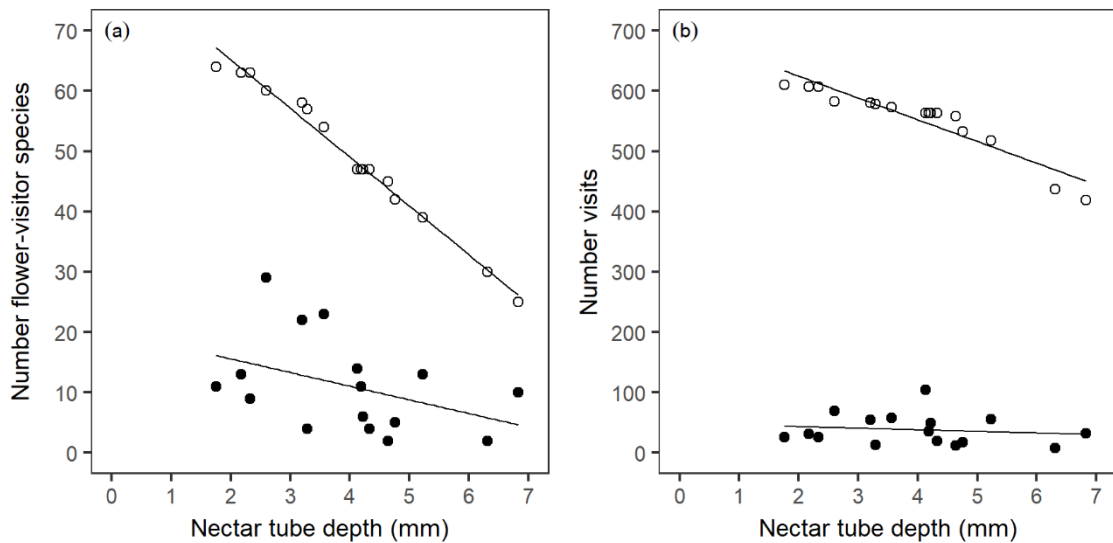 (a)
Number flower-visitor species
70
60
50
40
30
20
10
0
0 1 2 3 4 5 6 7
Nectar tube depth (mm)
(b)
Number visits
700
600
500
400
300
200
100
0
0 1 2 3 4 5 6 7
Nectar tube depth (mm)